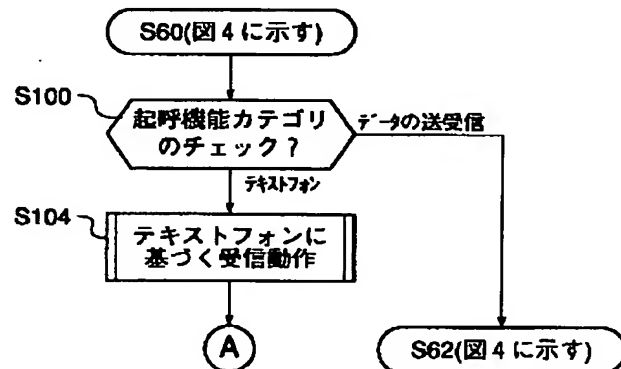 S60(図4に示す)
S100
起呼機能カテゴリ
のチェック?
データの送受信
テキストフォン
S104
テキストフォンに
基づく受信動作
A
S62(図4に示す)